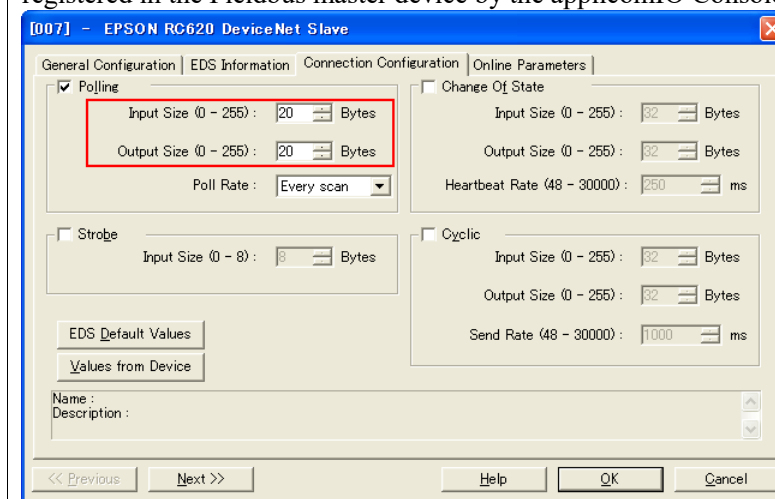 registered in the Fieldbus master device by the applicomIO Console
[007] - EPSON RC620 DeviceNet Slave
General Configuration EDS Information Connection Configuration Online Parameters
Polling
Input Size (0 - 255) : 20 Bytes
Output Size (0 - 255) : 20 Bytes
Poll Rate : Every scan
Change Of State
Input Size (0 - 255) : 32 Bytes
Output Size (0 - 255) : 32 Bytes
Heartbeat Rate (48 - 30000) : 250 ms
Strobe
Input Size (0 - 8) : 8 Bytes
Cyclic
Input Size (0 - 255) : 32 Bytes
Output Size (0 - 255) : 32 Bytes
Send Rate (48 - 30000) : 1000 ms
EDS Default Values
Values from Device
Name :
Description :
<< Previous Next >> Help OK Cancel